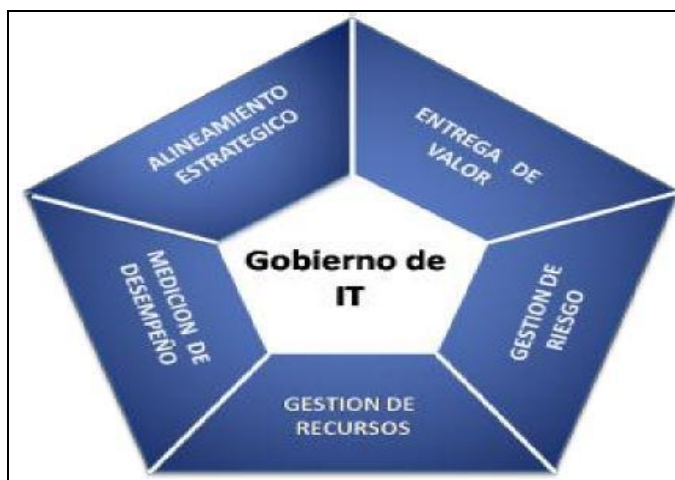 ALINEAMIENTO
ESTRATEGICO
ENTREGA DE
VALOR
Gobierno de
IT
MEDICION DE
DESEMPEÑO
GESTION DE
RIESGO
GESTION DE
RECURSOS